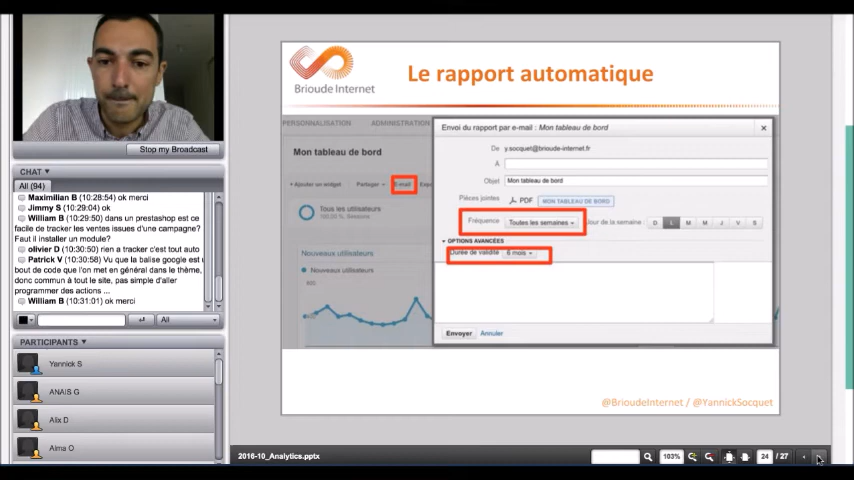 Stop my Broadcast
CHAT
All (94)
Maximilian B (10:28:54) ok merci
Jimmy S (10:29:04) ok
William B (10:29:50) dans un prestashop est ce
facile de tracker les ventes issues d'une campagne?
Faut il installer un module?
olivier D (10:30:50) rien a tracker c'est tout auto
Patrick V (10:30:58) Vu que la balise google est u
bout de code que l'on met en général dans le thème,
donc commun à tout le site, pas simple d'aller
programmer des actions ...
William B (10:31:01) ok merci
All
PARTICIPANTS
Yannick S
ANAIS G
Alix D
Alma O
Brioude Internet
Le rapport automatique
PERSONNALISATION ADMINISTRATION
Mon tableau de bord
+ Ajouter un widget Partager E-mail Expo
Tous les utilisateurs
100,00 % Sessions
Nouveaux utilisateurs
Nouveaux utilisateurs
Envoi du rapport par e-mail : Mon tableau de bord
De y.socquet@brioude-internet.fr
À
Objet Mon tableau de bord
Pièces jointes PDF MON TABLEAU DE BORD
Fréquence Toutes les semaines Jour de la semaine : D L M M J V S
OPTIONS AVANCÉES
Durée de validité 6 mois
Envoyer Annuler
@BrioudeInternet / @YannickSocquet
2016-10_Analytics.pptx
103%
24 / 27